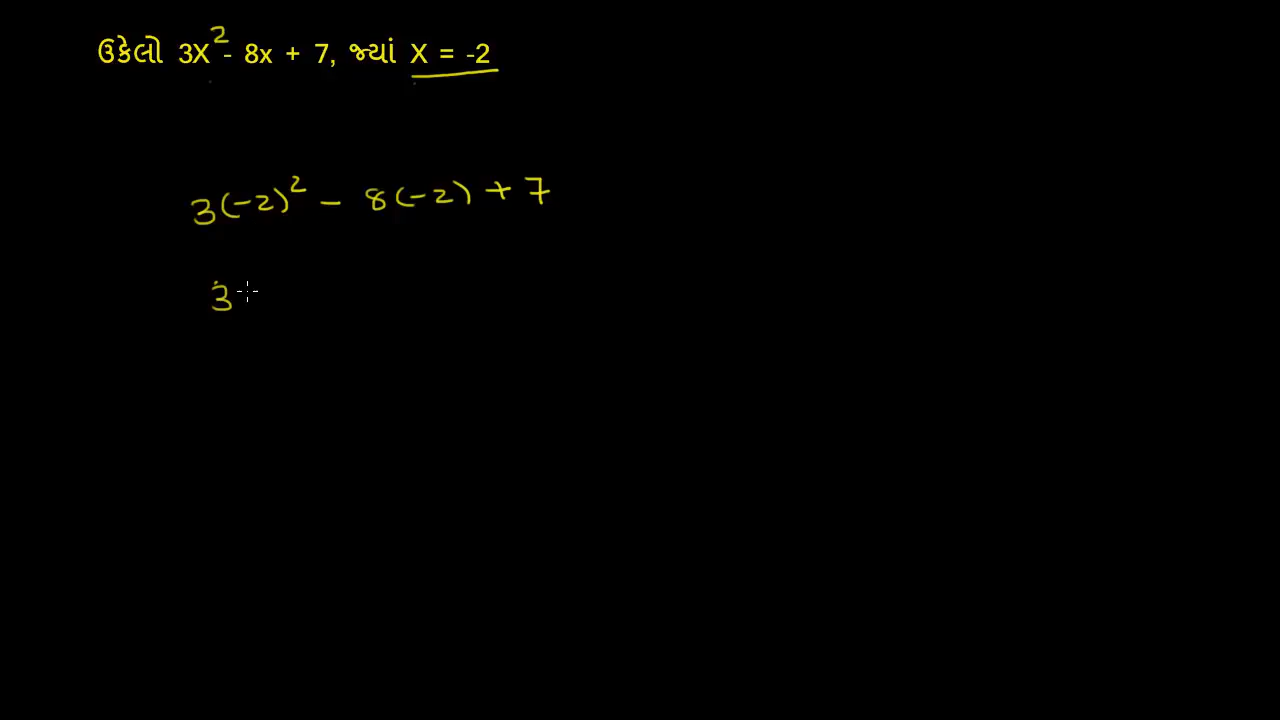 ઉકેલો 3X² - 8x + 7, જ્યાં X = -2
3(-2)² - 8(-2) + 7
3